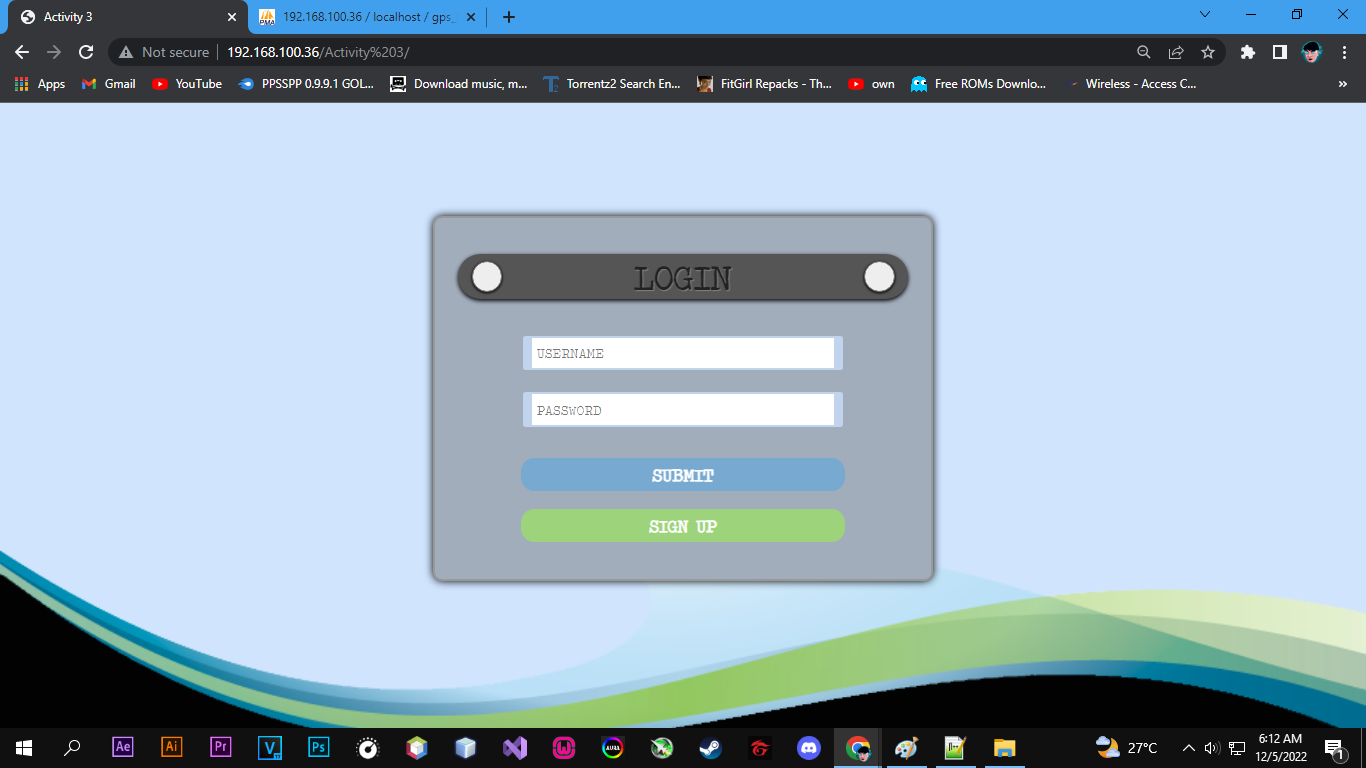 Activity 3
192.168.100.36 / localhost / gps_
Not secure 192.168.100.36/Activity%203/
Apps Gmail YouTube PPSSPP 0.9.9.1 GOL... Download music, m... Torrentz2 Search En... FitGirl Repacks - Th... own Free ROMs Downlo... Wireless - Access C... »
LOGIN
USERNAME
PASSWORD
SUBMIT
SIGN UP
Ae Ai Pr V Ps AURA 27°C 6:12 AM
12/5/2022 1